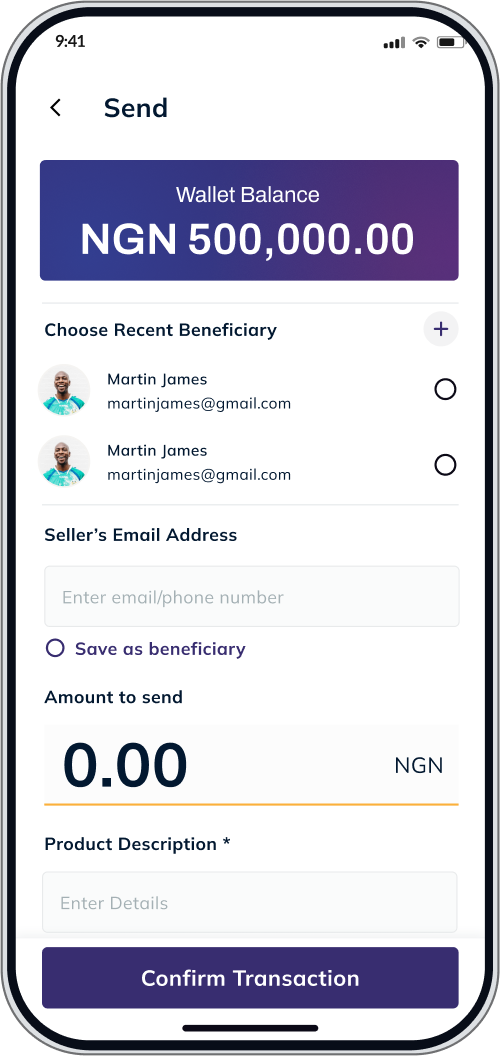 9:41
Send
Wallet Balance
NGN 500,000.00
Choose Recent Beneficiary
Martin James
martinjames@gmail.com
Martin James
martinjames@gmail.com
Seller’s Email Address
Enter email/phone number
Save as beneficiary
Amount to send
0.00 NGN
Product Description *
Enter Details
Confirm Transaction